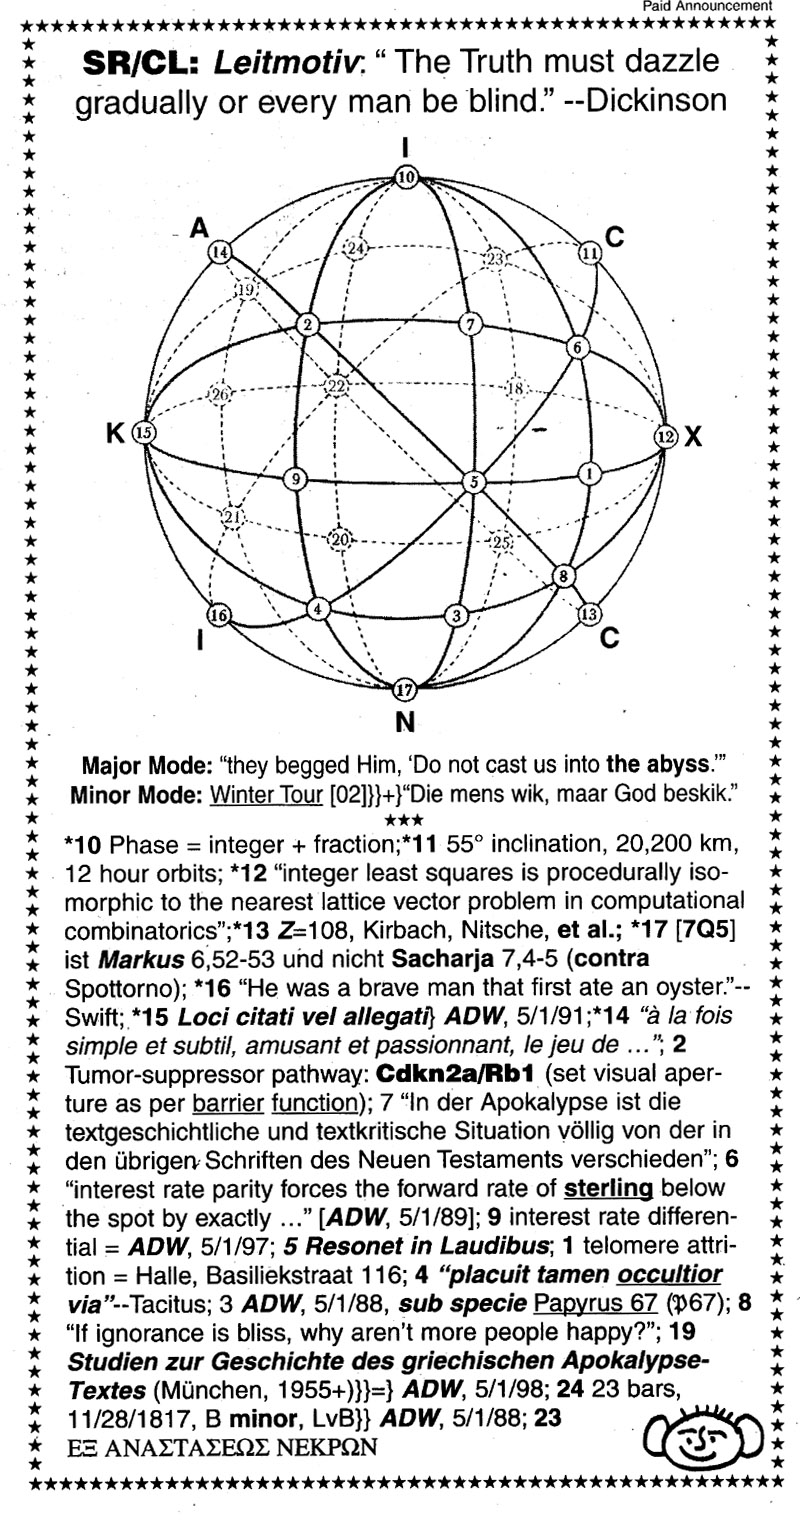 Paid Announcement
SR/CL: Leitmotiv: “ The Truth must dazzle
gradually or every man be blind.” --Dickinson
I
10
A
14
C
11
24
23
19
2
7
6
22
26
18
K
15
12
X
9
5
1
21
20
25
8
4
3
16
13
I
C
17
N
Major Mode: “they begged Him, ‘Do not cast us into the abyss.’”
Minor Mode: Winter Tour [02]}}+}“Die mens wik, maar God beskik.”
★★★
*10 Phase = integer + fraction;*11 55° inclination, 20,200 km,
12 hour orbits; *12 “integer least squares is procedurally iso-
morphic to the nearest lattice vector problem in computational
combinatorics”;*13 Z=108, Kirbach, Nitsche, et al.; *17 [7Q5]
ist Markus 6,52-53 und nicht Sacharja 7,4-5 (contra
Spottorno); *16 “He was a brave man that first ate an oyster.”--
Swift; *15 Loci citati vel allegati} ADW, 5/1/91;*14 “à la fois
simple et subtil, amusant et passionnant, le jeu de ...”; 2
Tumor-suppressor pathway: Cdkn2a/Rb1 (set visual aper-
ture as per barrier function); 7 “In der Apokalypse ist die
textgeschichtliche und textkritische Situation völlig von der in
den übrigen Schriften des Neuen Testaments verschieden”; 6
“interest rate parity forces the forward rate of sterling below
the spot by exactly ...” [ADW, 5/1/89]; 9 interest rate differen-
tial = ADW, 5/1/97; 5 Resonet in Laudibus; 1 telomere attri-
tion = Halle, Basiliekstraat 116; 4 “placuit tamen occultior
via”--Tacitus; 3 ADW, 5/1/88, sub specie Papyrus 67 (𝔓67); 8
“If ignorance is bliss, why aren’t more people happy?”; 19
Studien zur Geschichte des griechischen Apokalypse-
Textes (München, 1955+)}}=} ADW, 5/1/98; 24 23 bars,
11/28/1817, B minor, LvB}} ADW, 5/1/88; 23
ΕΞ ΑΝΑΣΤΑΣΕΩΣ ΝΕΚΡΩΝ